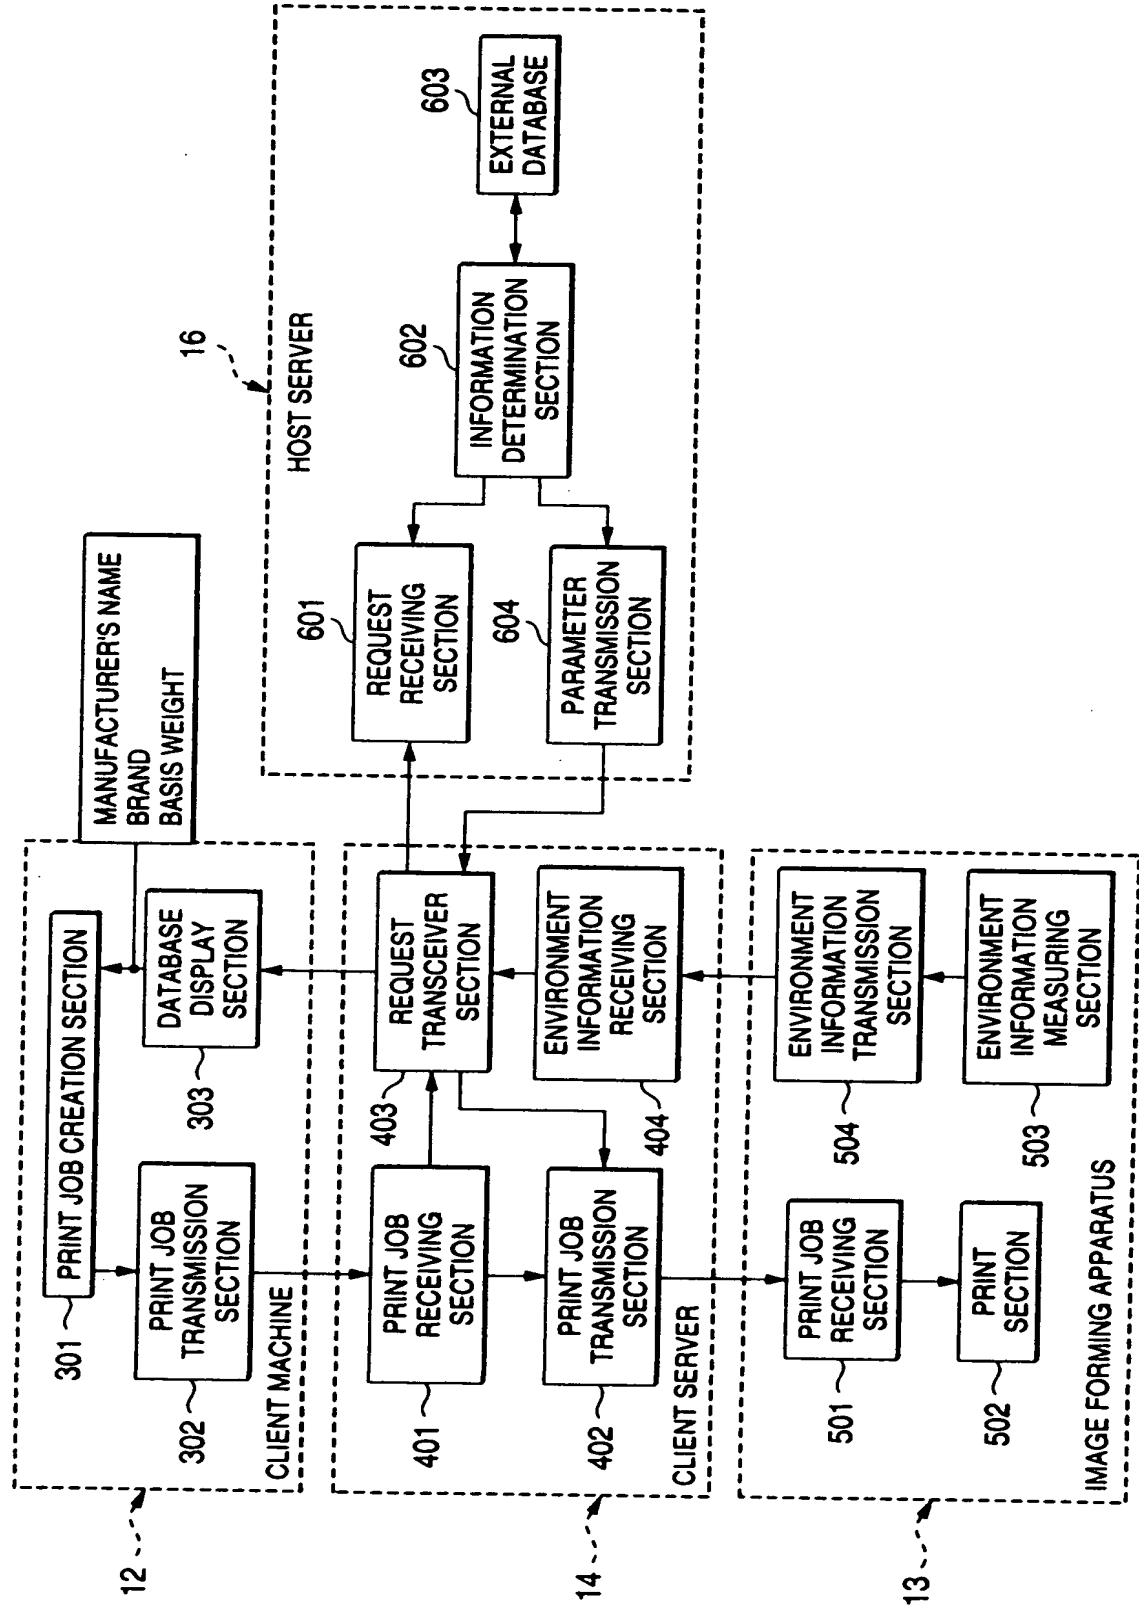 12
CLIENT MACHINE
301
PRINT JOB CREATION SECTION
302
PRINT JOB
TRANSMISSION
SECTION
303
DATABASE
DISPLAY
SECTION
MANUFACTURER'S NAME
BRAND
BASIS WEIGHT
14
CLIENT SERVER
401
PRINT JOB
RECEIVING
SECTION
402
PRINT JOB
TRANSMISSION
SECTION
403
REQUEST
TRANSCEIVER
SECTION
404
ENVIRONMENT
INFORMATION
RECEIVING
SECTION
13
IMAGE FORMING APPARATUS
501
PRINT JOB
RECEIVING
SECTION
502
PRINT
SECTION
504
ENVIRONMENT
INFORMATION
TRANSMISSION
SECTION
503
ENVIRONMENT
INFORMATION
MEASURING
SECTION
16
HOST SERVER
601
REQUEST
RECEIVING
SECTION
604
PARAMETER
TRANSMISSION
SECTION
602
INFORMATION
DETERMINATION
SECTION
603
EXTERNAL
DATABASE